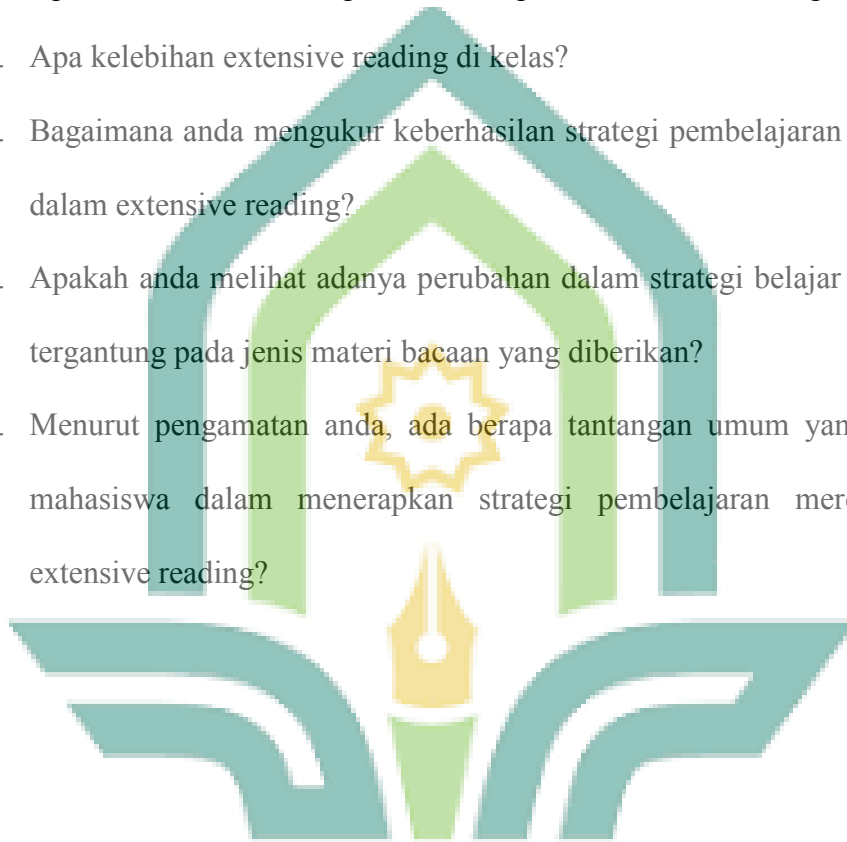 . Apa kelebihan extensive reading di kelas?
. Bagaimana anda mengukur keberhasilan strategi pembelajaran
dalam extensive reading?
. Apakah anda melihat adanya perubahan dalam strategi belajar
tergantung pada jenis materi bacaan yang diberikan?
. Menurut pengamatan anda, ada berapa tantangan umum
mahasiswa dalam menerapkan strategi pembelajaran
extensive reading?